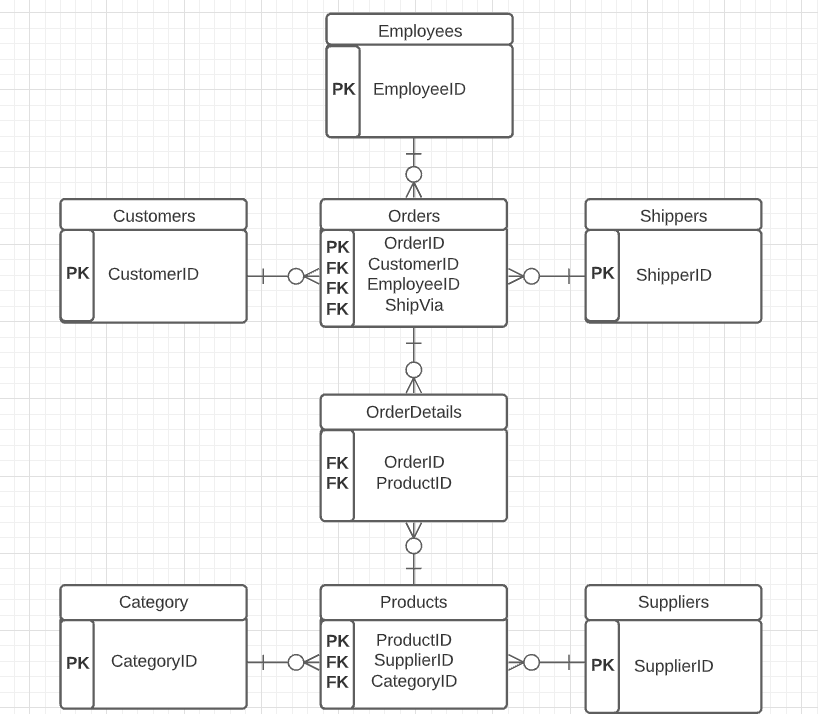 Employees
PK EmployeeID
Customers
PK CustomerID
Orders
PK OrderID
FK CustomerID
FK EmployeeID
FK ShipVia
Shippers
PK ShipperID
OrderDetails
FK OrderID
FK ProductID
Category
PK CategoryID
Products
PK ProductID
FK SupplierID
FK CategoryID
Suppliers
PK SupplierID